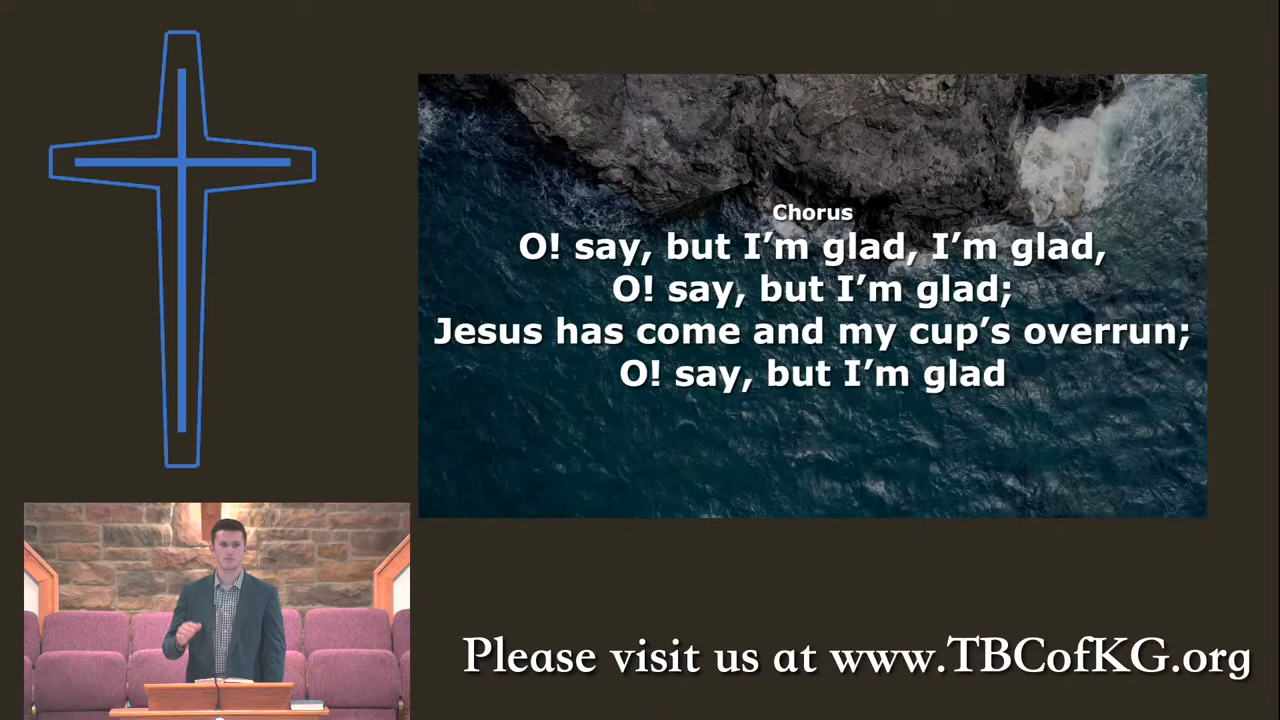 Chorus
O! say, but I’m glad, I’m glad,
O! say, but I’m glad;
Jesus has come and my cup’s overrun;
O! say, but I’m glad
Please visit us at www.TBCofKG.org